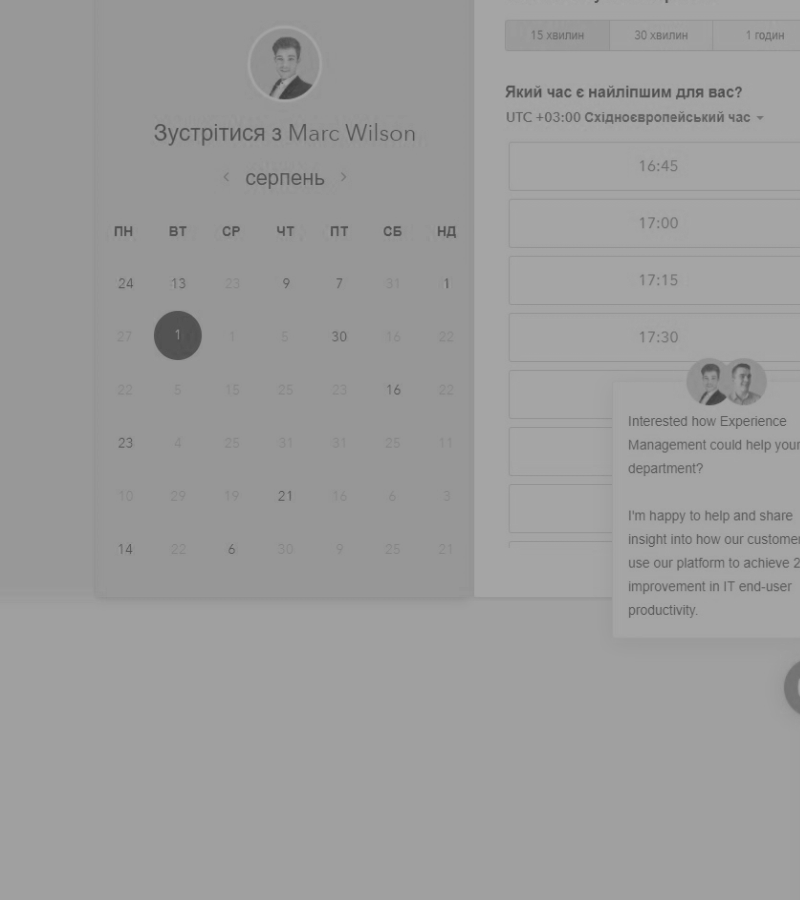 Зустрітися з Marc Wilson
‹ серпень ›
ПН ВТ СР ЧТ ПТ СБ НД
24 13 23 9 7 31 1
27 1 1 5 30 16 22
22 5 15 25 23 16 22
23 4 25 31 31 25 11
10 29 19 21 16 6 3
14 22 6 30 9 25 21
15 хвилин 30 хвилин 1 годин
Який час є найліпшим для вас?
UTC +03:00 Східноєвропейський час
16:45
17:00
17:15
17:30
Interested how Experience
Management could help your
department?
I'm happy to help and share
insight into how our customer
use our platform to achieve 2
improvement in IT end-user
productivity.